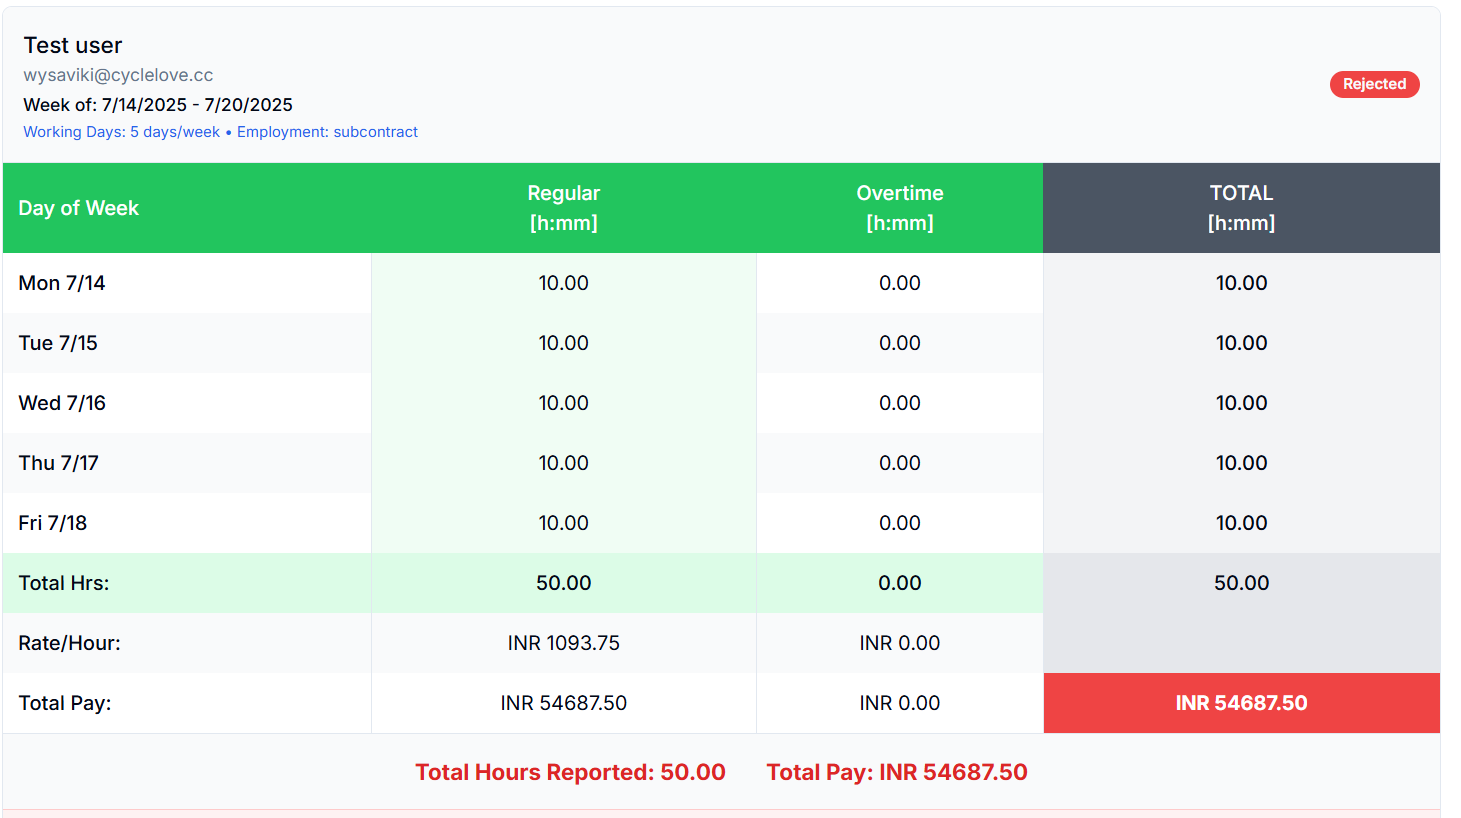 Test user
wysaviki@cyclelove.cc
Rejected
Week of: 7/14/2025 - 7/20/2025
Working Days: 5 days/week • Employment: subcontract
Day of Week Regular [h:mm] Overtime [h:mm] TOTAL [h:mm]
Mon 7/14 10.00 0.00 10.00
Tue 7/15 10.00 0.00 10.00
Wed 7/16 10.00 0.00 10.00
Thu 7/17 10.00 0.00 10.00
Fri 7/18 10.00 0.00 10.00
Total Hrs: 50.00 0.00 50.00
Rate/Hour: INR 1093.75 INR 0.00
Total Pay: INR 54687.50 INR 0.00 INR 54687.50
Total Hours Reported: 50.00 Total Pay: INR 54687.50